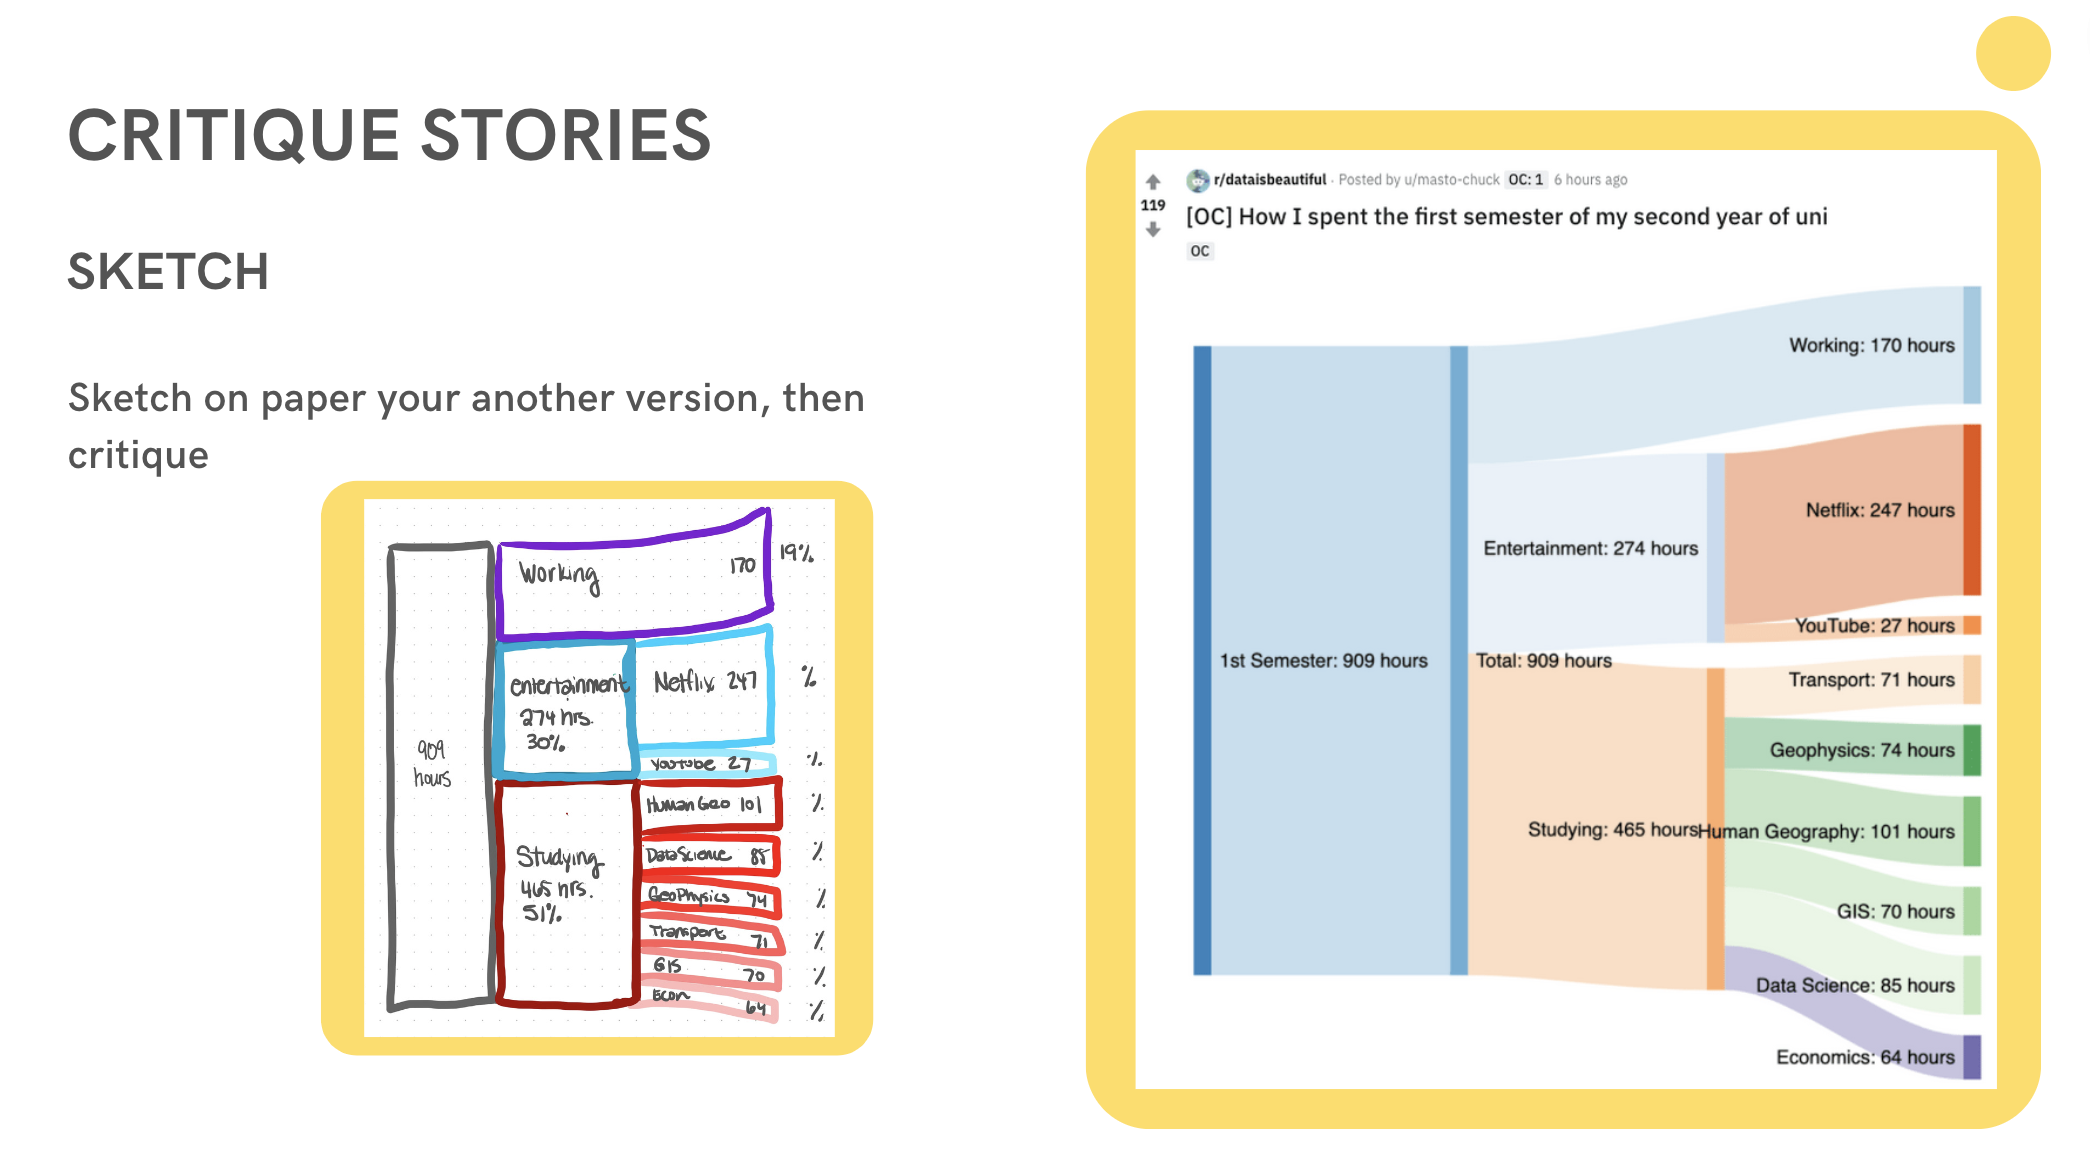 CRITIQUE STORIES
SKETCH
Sketch on paper your another version, then
critique
909
hours
Working
170
19%
entertainment
274 hrs.
30%
Netflix 247
%
Youtube 27
%
Studying
465 hrs.
51%
Human Geo 101
%
Data Science 85
%
GeoPhysics 74
%
Transport 71
%
GIS 70
%
Econ 64
%
119
r/dataisbeautiful · Posted by u/masto-chuck OC: 1 6 hours ago
[OC] How I spent the first semester of my second year of uni
OC
1st Semester: 909 hours
Total: 909 hours
Working: 170 hours
Entertainment: 274 hours
Netflix: 247 hours
YouTube: 27 hours
Studying: 465 hours
Transport: 71 hours
Geophysics: 74 hours
Human Geography: 101 hours
GIS: 70 hours
Data Science: 85 hours
Economics: 64 hours